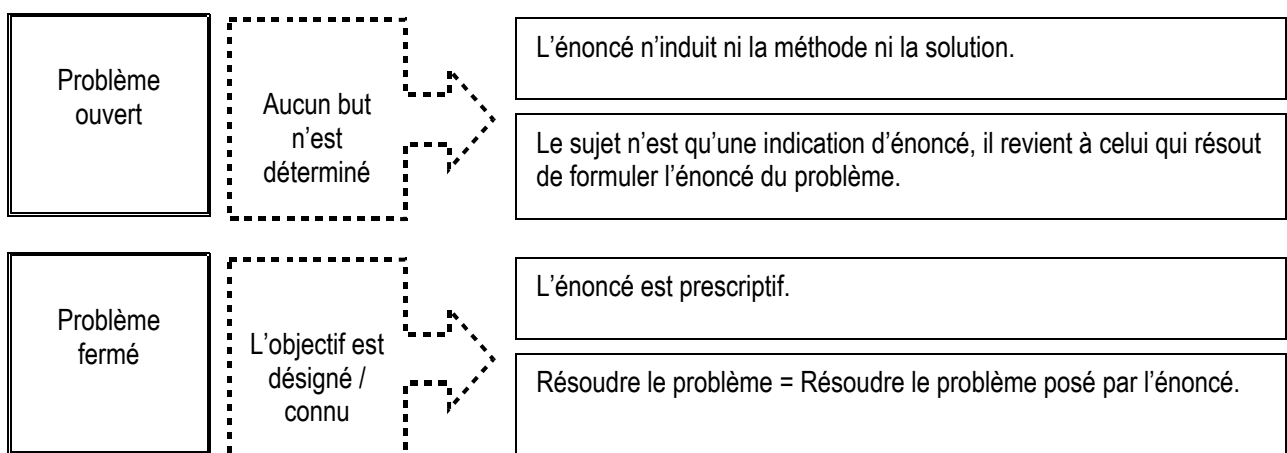 Problème
ouvert
Aucun but
n’est
déterminé
L’énoncé n’induit ni la méthode ni la solution.
Le sujet n’est qu’une indication d’énoncé, il revient à celui qui résout
de formuler l’énoncé du problème.
Problème
fermé
L’objectif est
désigné /
connu
L’énoncé est prescriptif.
Résoudre le problème = Résoudre le problème posé par l’énoncé.